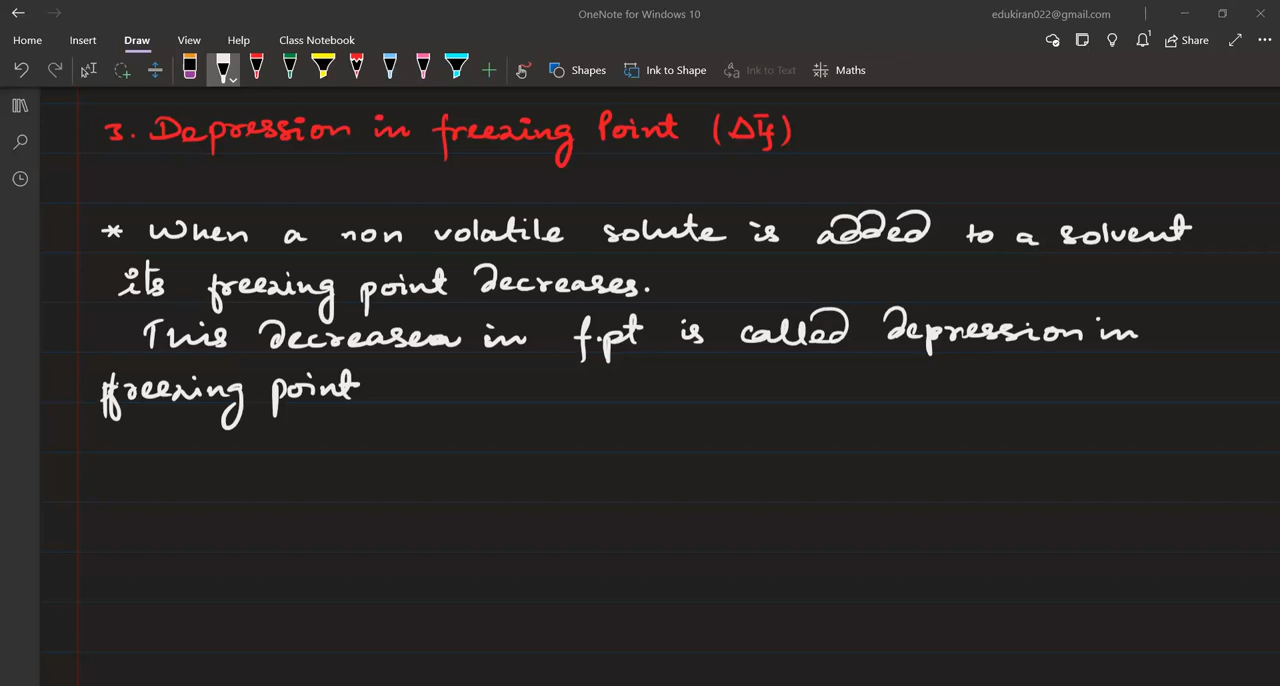 OneNote for Windows 10
edukiran022@gmail.com
Home Insert Draw View Help Class Notebook
1 Share
Shapes Ink to Shape Ink to Text Maths
3. Depression in freezing Point (ΔTf)
* When a non volatile solute is added to a solvent
its freezing point decreases.
This decrease in f.pt is called depression in
freezing point